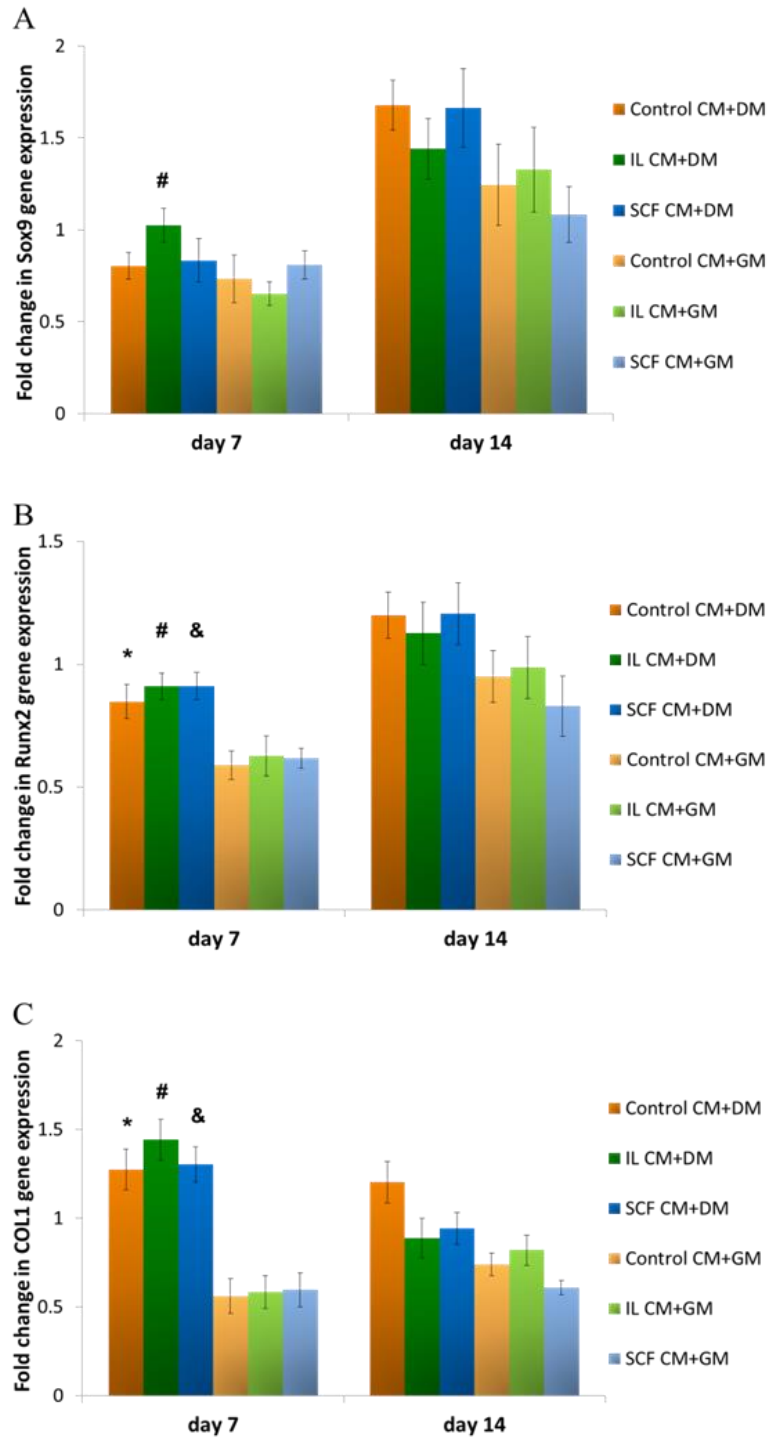 A
Fold change in Sox9 gene expression
2
1.5
1
0.5
0
#
day 7
day 14
Control CM+DM
IL CM+DM
SCF CM+DM
Control CM+GM
IL CM+GM
SCF CM+GM
B
Fold change in Runx2 grene expression
1.5
1
0.5
0
* # &
day 7
day 14
Control CM+DM
IL CM+DM
SCF CM+DM
Control CM+GM
IL CM+GM
SCF CM+GM
C
Fold change in COL1 gene expression
2
1.5
1
0.5
0
* # &
day 7
day 14
Control CM+DM
IL CM+DM
SCF CM+DM
Control CM+GM
IL CM+GM
SCF CM+GM